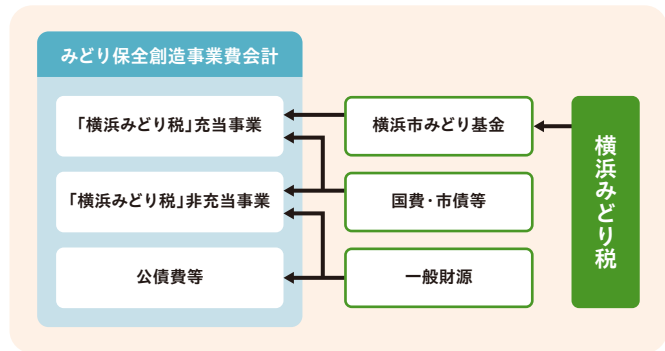 みどり保全創造事業費会計
「横浜みどり税」充当事業
横浜市みどり基金
「横浜みどり税」非充当事業
国費・市債等
公債費等
一般財源
横浜みどり税